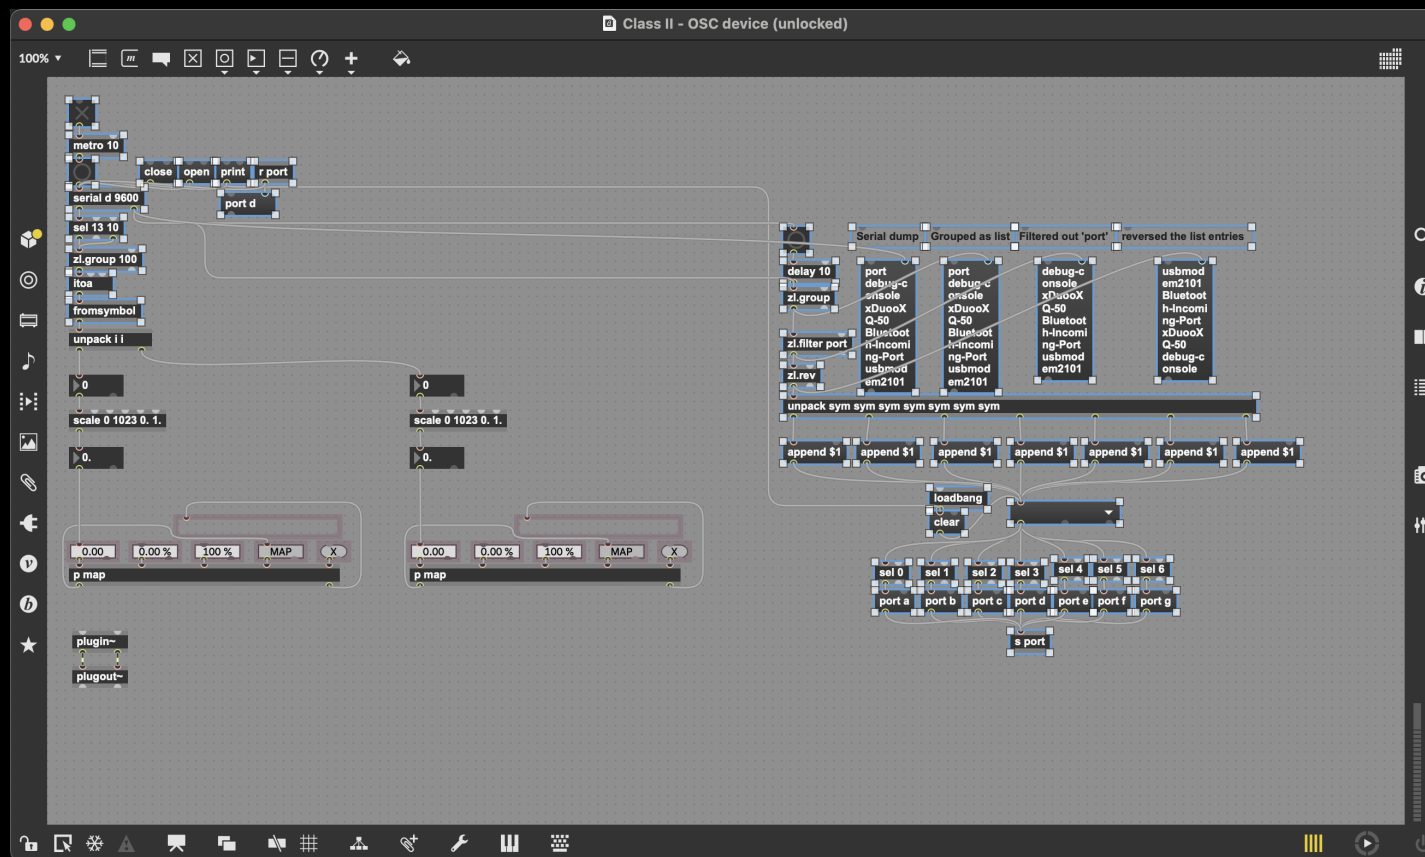 Class II - OSC device (unlocked)
100%
m
metro 10
close
open
print
r port
serial d 9600
port d
sel 13 10
zl.group 100
itoa
fromsymbol
unpack i i
0
0
scale 0 1023 0. 1.
scale 0 1023 0. 1.
0.
0.
0.00
0.00 %
100 %
MAP
X
0.00
0.00 %
100 %
MAP
X
p map
p map
plugin~
plugout~
Serial dump
Grouped as list
Filtered out 'port'
reversed the list entries
delay 10
zl.group
zl.filter port
zl.rev
port
debug-c
onsole
xDuooX
Q-50
Bluetoot
h-Incomi
ng-Port
usbmod
em2101
port
debug-c
onsole
xDuooX
Q-50
Bluetoot
h-Incomi
ng-Port
usbmod
em2101
debug-c
onsole
xDuooX
Q-50
Bluetoot
h-Incomi
ng-Port
usbmod
em2101
usbmod
em2101
Bluetoot
h-Incomi
ng-Port
xDuooX
Q-50
debug-c
onsole
unpack sym sym sym sym sym sym sym
append $1
append $1
append $1
append $1
append $1
append $1
append $1
loadbang
clear
sel 0
sel 1
sel 2
sel 3
sel 4
sel 5
sel 6
port a
port b
port c
port d
port e
port f
port g
s port